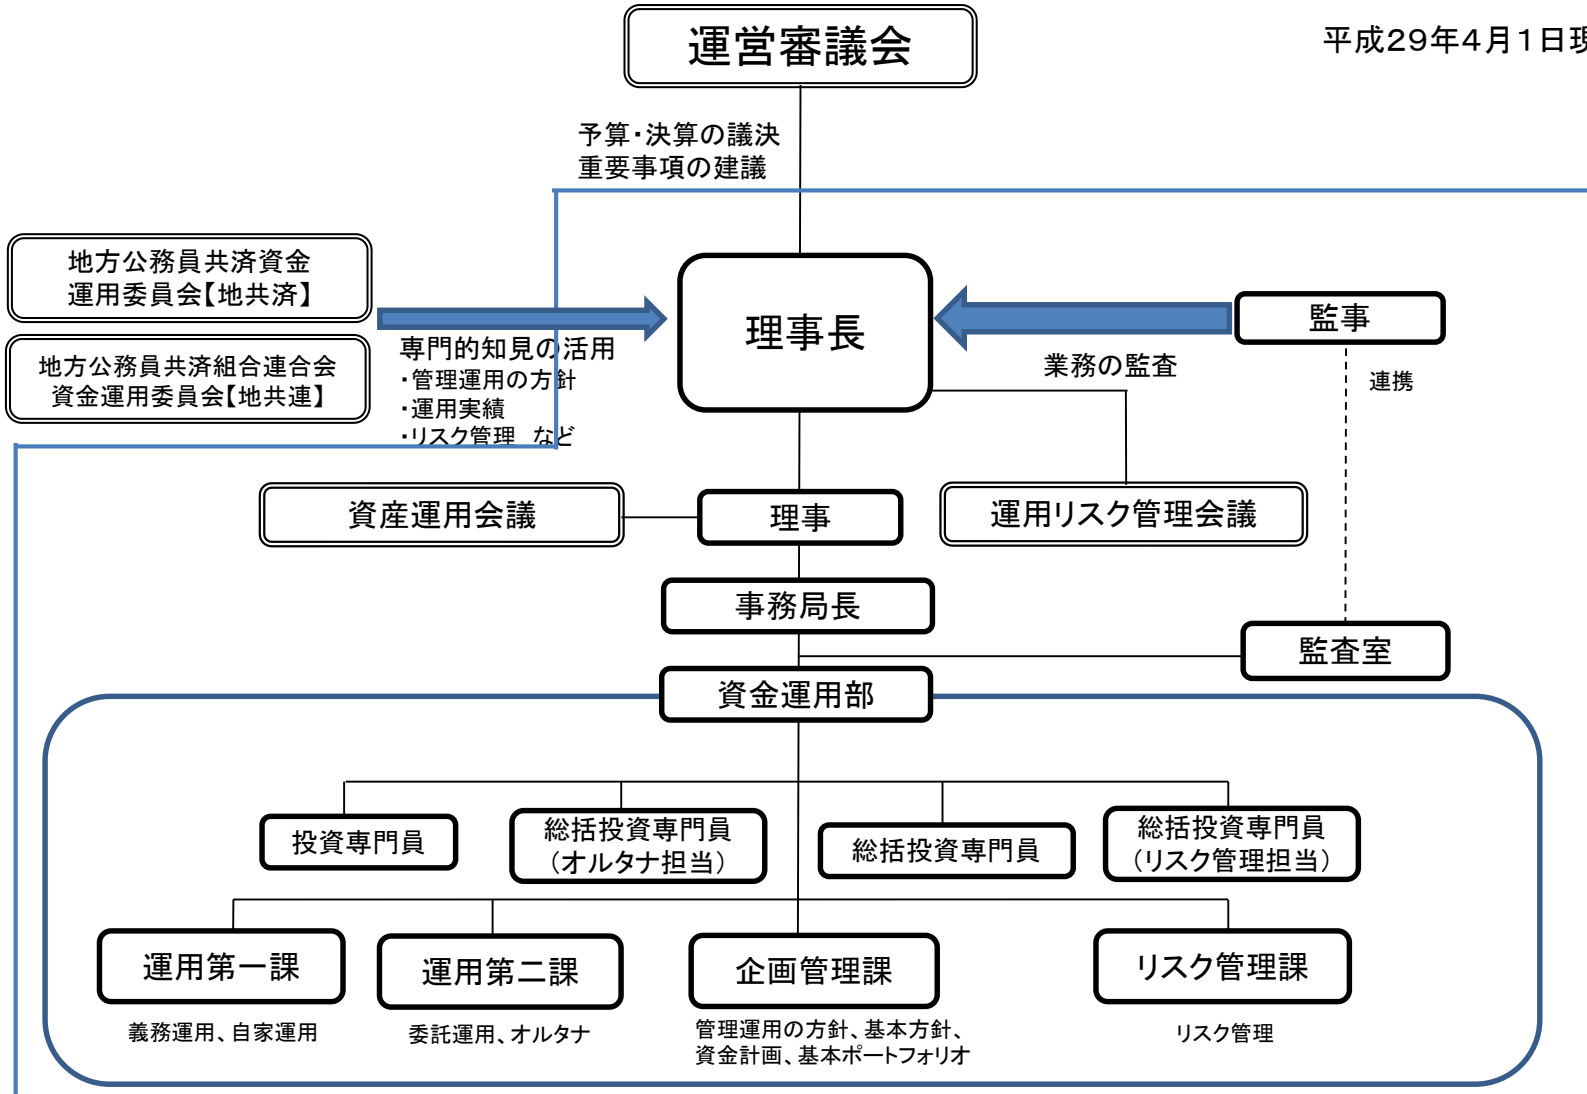 運営審議会
平成29年4月1日現
予算・決算の議決
重要事項の建議
地方公務員共済資金
運用委員会【地共済】
地方公務員共済組合連合会
資金運用委員会【地共連】
専門的知見の活用
・管理運用の方針
・運用実績
・リスク管理　など
理事長
監事
業務の監査
連携
資産運用会議
理事
運用リスク管理会議
事務局長
監査室
資金運用部
投資専門員
総括投資専門員
（オルタナ担当）
総括投資専門員
総括投資専門員
（リスク管理担当）
運用第一課
運用第二課
企画管理課
リスク管理課
義務運用、自家運用
委託運用、オルタナ
管理運用の方針、基本方針、
資金計画、基本ポートフォリオ
リスク管理